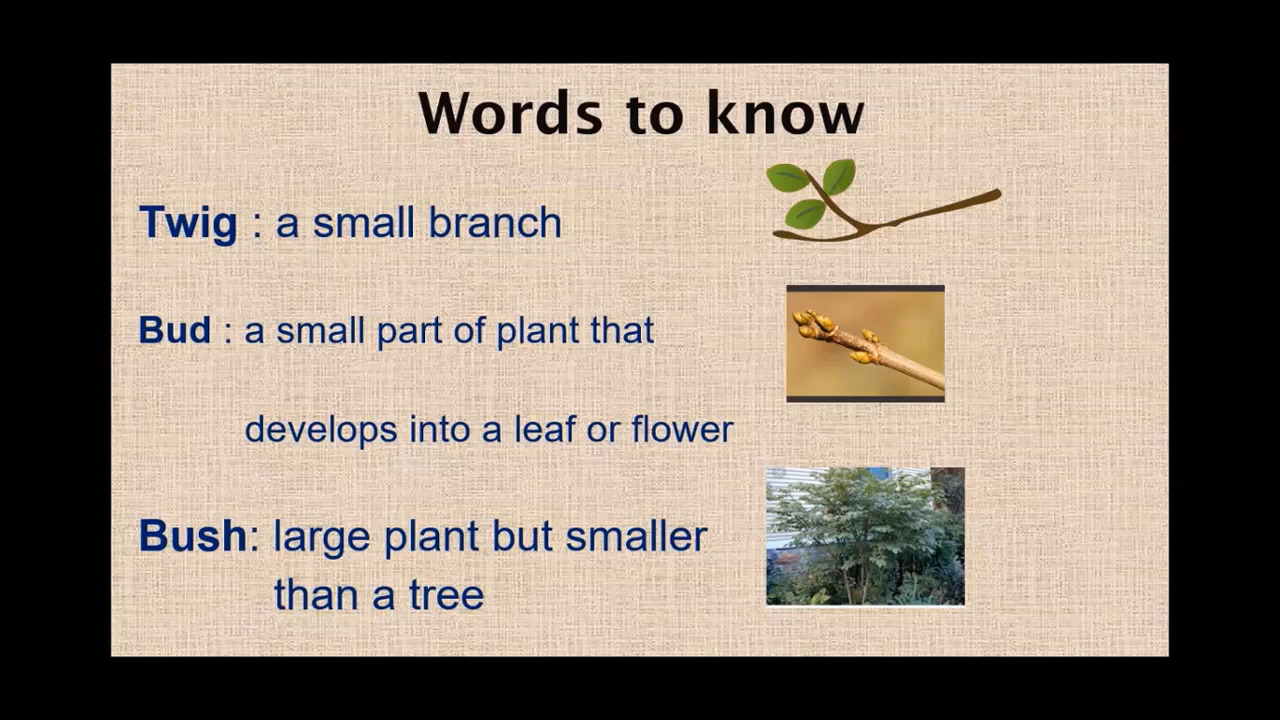 Words to know
Twig : a small branch
Bud : a small part of plant that
develops into a leaf or flower
Bush: large plant but smaller
than a tree